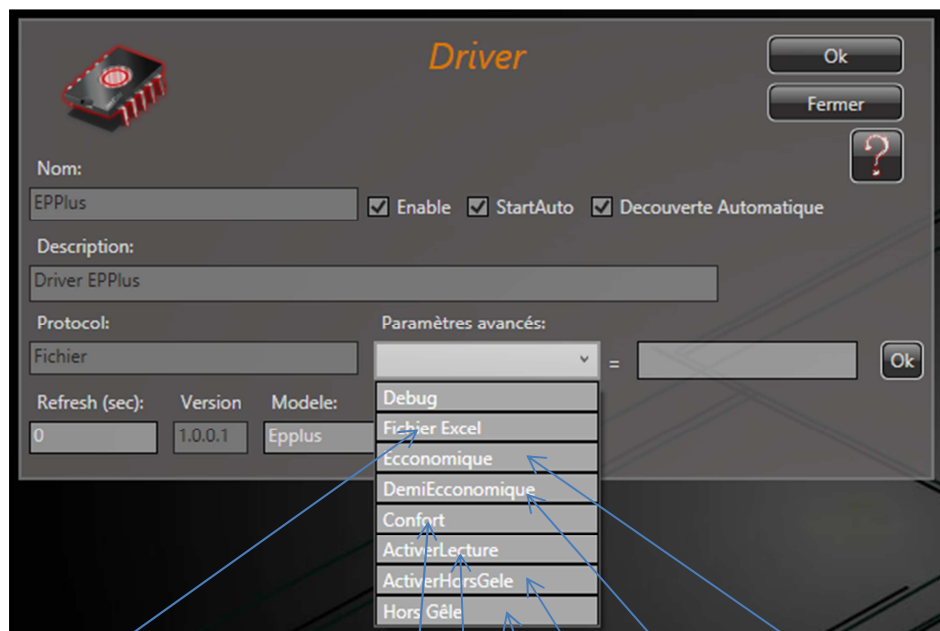 Driver
Ok
Fermer
Nom:
EPPlus
Enable
StartAuto
Decouverte Automatique
Description:
Driver EPPlus
Protocol:
Paramètres avancés:
Fichier
=
Ok
Refresh (sec):
Version
Modele:
0
1.0.0.1
Epplus
Debug
Fichier Excel
Ecconomique
DemiEcconomique
Confort
ActiverLecture
ActiverHorsGele
Hors Gêle